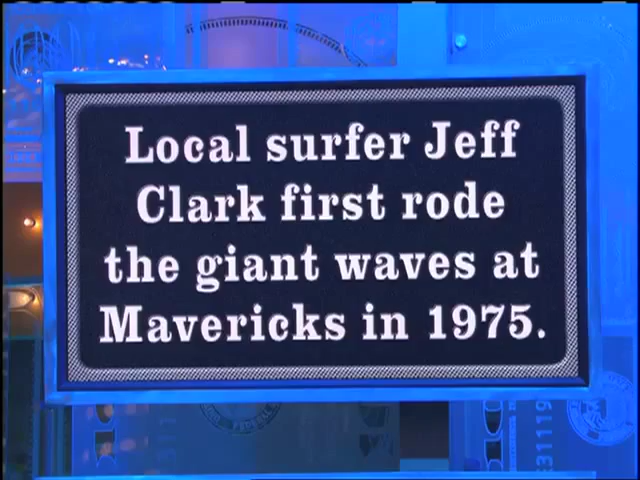 Local surfer Jeff
Clark first rode
the giant waves at
Mavericks in 1975.